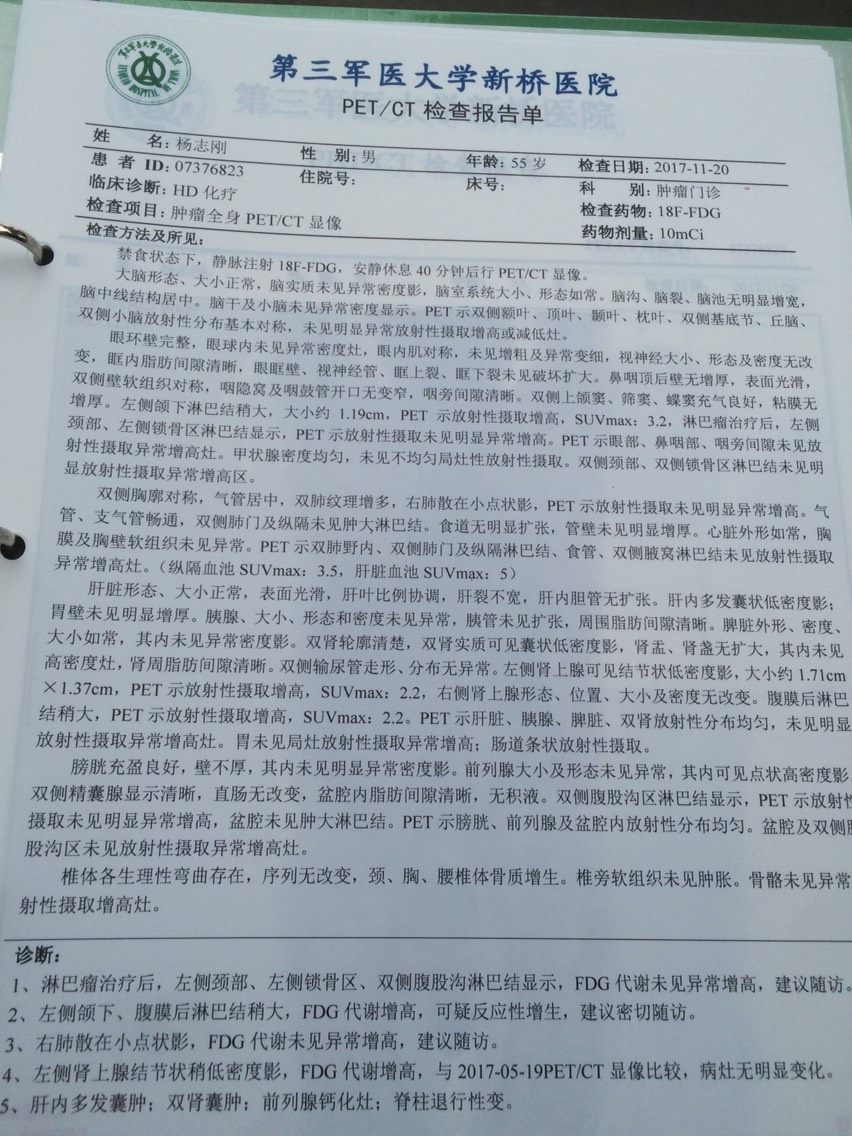 第三军医大学新桥医院
PET/CT 检查报告单
姓 名: 杨志刚 性 别: 男 年龄: 55 岁 检查日期: 2017-11-20
患 者 ID: 07376823 住院号: 床号: 科 别: 肿瘤门诊
临床诊断: HD 化疗 检查药物: 18F-FDG
检查项目: 肿瘤全身 PET/CT 显像 药物剂量: 10mCi
检查方法及所见:
禁食状态下，静脉注射 18F-FDG，安静休息 40 分钟后行 PET/CT 显像。
大脑形态、大小正常，脑实质未见异常密度影，脑室系统大小、形态如常。脑沟、脑裂、脑池无明显增宽，
脑中线结构居中。脑干及小脑未见异常密度显示。PET 示双侧额叶、顶叶、颞叶、枕叶、双侧基底节、丘脑、
双侧小脑放射性分布基本对称，未见明显异常放射性摄取增高或减低灶。
眼环壁完整，眼球内未见异常密度灶，眼内肌对称，未见增粗及异常变细，视神经大小、形态及密度无改
变，眶内脂肪间隙清晰，眼眶壁、视神经管、眶上裂、眶下裂未见破坏扩大。鼻咽顶后壁无增厚，表面光滑，
双侧壁软组织对称，咽隐窝及咽鼓管开口无变窄，咽旁间隙清晰。双侧上颌窦、筛窦、蝶窦充气良好，粘膜无
增厚。左侧颌下淋巴结稍大，大小约 1.19cm，PET 示放射性摄取增高，SUVmax：3.2，淋巴瘤治疗后，左侧
颈部、左侧锁骨区淋巴结显示，PET 示放射性摄取未见明显异常增高。PET 示眼部、鼻咽部、咽旁间隙未见放
射性摄取异常增高灶。甲状腺密度均匀，未见不均匀局灶性放射性摄取。双侧颈部、双侧锁骨区淋巴结未见明
显放射性摄取异常增高区。
双侧胸廓对称，气管居中，双肺纹理增多，右肺散在小点状影，PET 示放射性摄取未见明显异常增高。气
管、支气管畅通，双侧肺门及纵隔未见肿大淋巴结。食道无明显扩张，管壁未见明显增厚。心脏外形如常，胸
膜及胸壁软组织未见异常。PET 示双肺野内、双侧肺门及纵隔淋巴结、食管、双侧腋窝淋巴结未见放射性摄取
异常增高灶。（纵隔血池 SUVmax：3.5，肝脏血池 SUVmax：5）
肝脏形态、大小正常，表面光滑，肝叶比例协调，肝裂不宽，肝内胆管无扩张。肝内多发囊状低密度影；
胃壁未见明显增厚。胰腺、大小、形态和密度未见异常，胰管未见扩张，周围脂肪间隙清晰。脾脏外形、密度、
大小如常，其内未见异常密度影。双肾轮廓清楚，双肾实质可见囊状低密度影，肾盂、肾盏无扩大，其内未见
高密度灶，肾周脂肪间隙清晰。双侧输尿管走形、分布无异常。左侧肾上腺可见结节状低密度影，大小约 1.71cm
×1.37cm，PET 示放射性摄取增高，SUVmax：2.2，右侧肾上腺形态、位置、大小及密度无改变。腹膜后淋巴
结稍大，PET 示放射性摄取增高，SUVmax：2.2。PET 示肝脏、胰腺、脾脏、双肾放射性分布均匀，未见明显
放射性摄取异常增高灶。胃未见局灶放射性摄取异常增高；肠道条状放射性摄取。
膀胱充盈良好，壁不厚，其内未见明显异常密度影。前列腺大小及形态未见异常，其内可见点状高密度影
双侧精囊腺显示清晰，直肠无改变，盆腔内脂肪间隙清晰，无积液。双侧腹股沟区淋巴结显示，PET 示放射性
摄取未见明显异常增高，盆腔未见肿大淋巴结。PET 示膀胱、前列腺及盆腔内放射性分布均匀。盆腔及双侧腹
股沟区未见放射性摄取异常增高灶。
椎体各生理性弯曲存在，序列无改变，颈、胸、腰椎体骨质增生。椎旁软组织未见肿胀。骨骼未见异常
射性摄取增高灶。
诊断:
1、淋巴瘤治疗后，左侧颈部、左侧锁骨区、双侧腹股沟淋巴结显示，FDG 代谢未见异常增高，建议随访。
2、左侧颌下、腹膜后淋巴结稍大，FDG 代谢增高，可疑反应性增生，建议密切随访。
3、右肺散在小点状影，FDG 代谢未见异常增高，建议随访。
4、左侧肾上腺结节状稍低密度影，FDG 代谢增高，与 2017-05-19PET/CT 显像比较，病灶无明显变化。
5、肝内多发囊肿；双肾囊肿；前列腺钙化灶；脊柱退行性变。